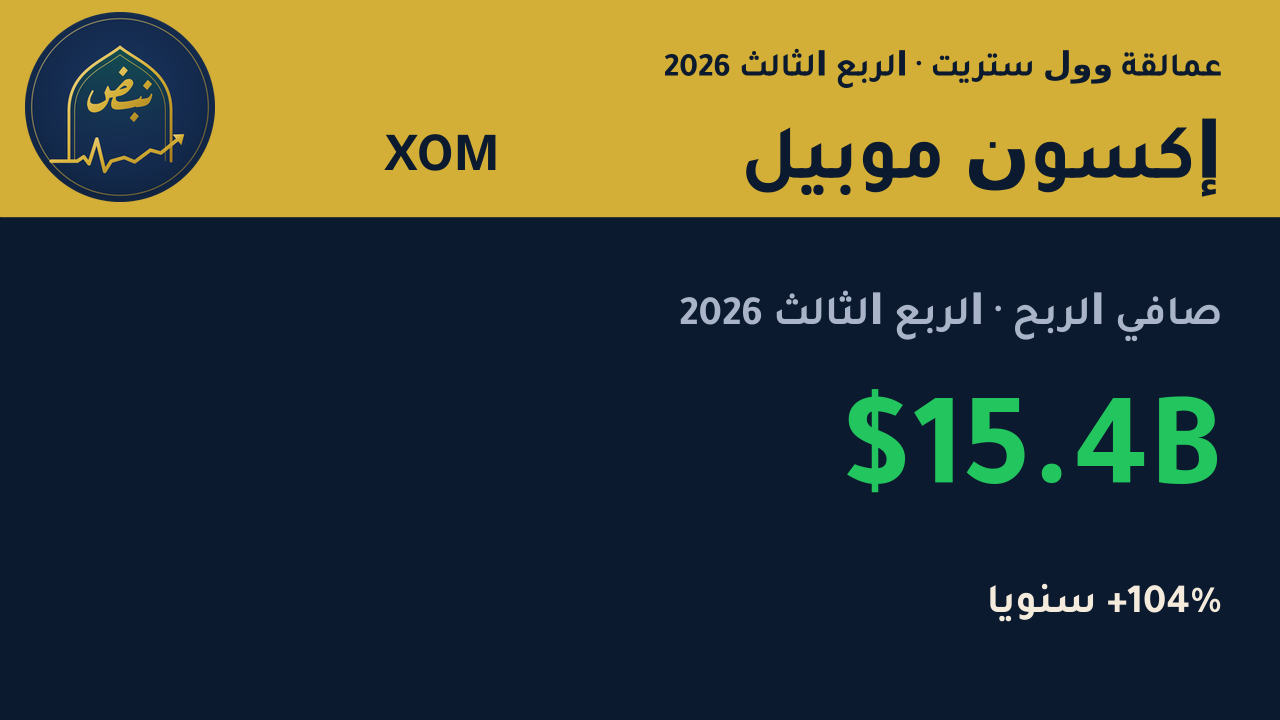 عمالقة وول ستريت · الربع الثالث 2026
إكسون موبيل
XOM
نبض
صافي الربح · الربع الثالث 2026
$15.4B
+104% سنويا